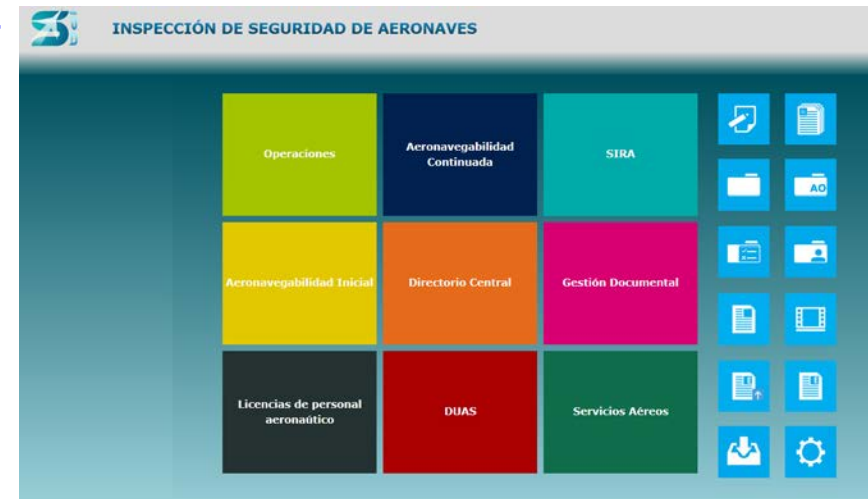 INSPECCIÓN DE SEGURIDAD DE AERONAVES
Operaciones
Aeronavegabilidad
Continuada
SIRA
AO
Aeronavegabilidad Inicial
Directorio Central
Gestión Documental
Licencias de personal
aeronaútico
DUAS
Servicios Aéreos